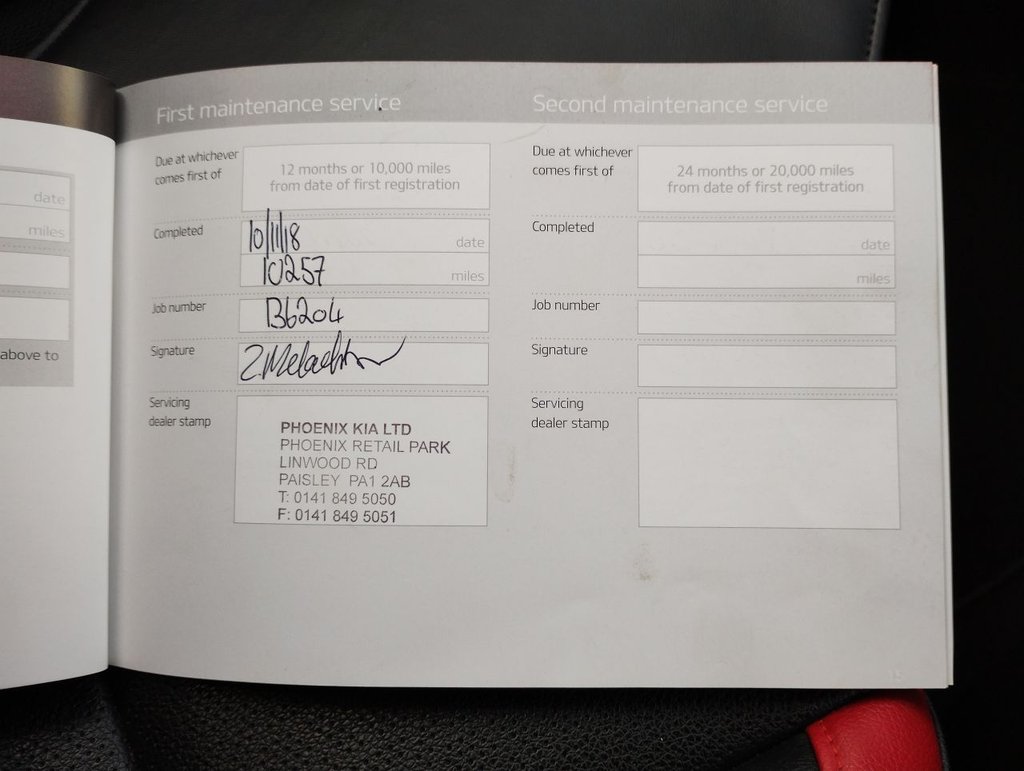 date
miles
above to
First maintenance service
Due at whichever
comes first of
12 months or 10,000 miles
from date of first registration
Completed
10/11/18
date
10257
miles
Job number
136204
Signature
Servicing
dealer stamp
PHOENIX KIA LTD
PHOENIX RETAIL PARK
LINWOOD RD
PAISLEY PA1 2AB
T: 0141 849 5050
F: 0141 849 5051
Second maintenance service
Due at whichever
comes first of
24 months or 20,000 miles
from date of first registration
Completed
date
miles
Job number
Signature
Servicing
dealer stamp